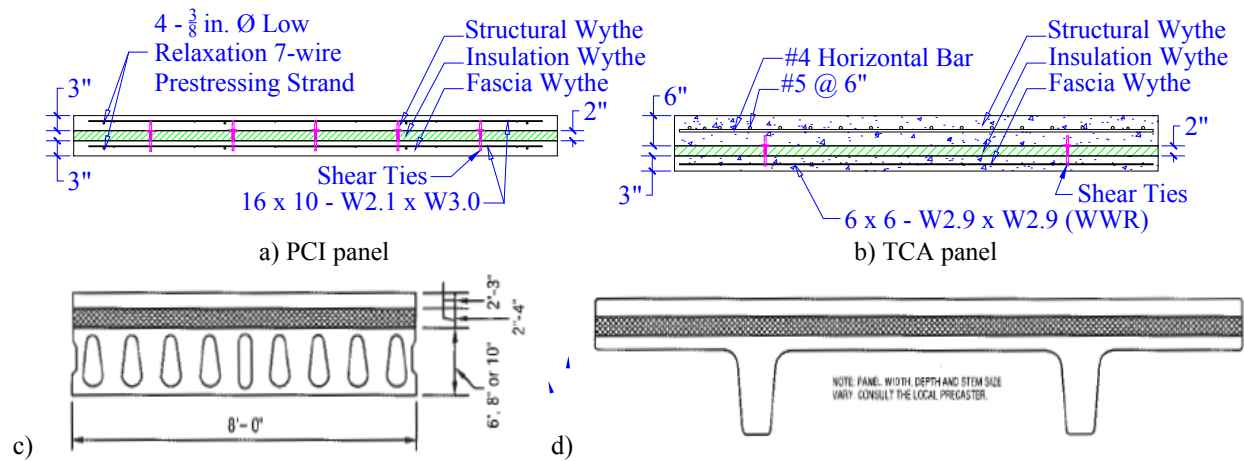 4 - 3/8 in. Ø Low
Relaxation 7-wire
Prestressing Strand
Structural Wythe
Insulation Wythe
Fascia Wythe
3"
2"
3"
Shear Ties
16 x 10 - W2.1 x W3.0
a) PCI panel
#4 Horizontal Bar
#5 @ 6"
Structural Wythe
Insulation Wythe
Fascia Wythe
6"
2"
3"
Shear Ties
6 x 6 - W2.9 x W2.9 (WWR)
b) TCA panel
2"-3"
2"-4"
6", 8" or 10"
8'- 0"
c)
NOTE: PANEL WIDTH, DEPTH AND STEM SIZE
VARY. CONSULT THE LOCAL PRECASTER.
d)